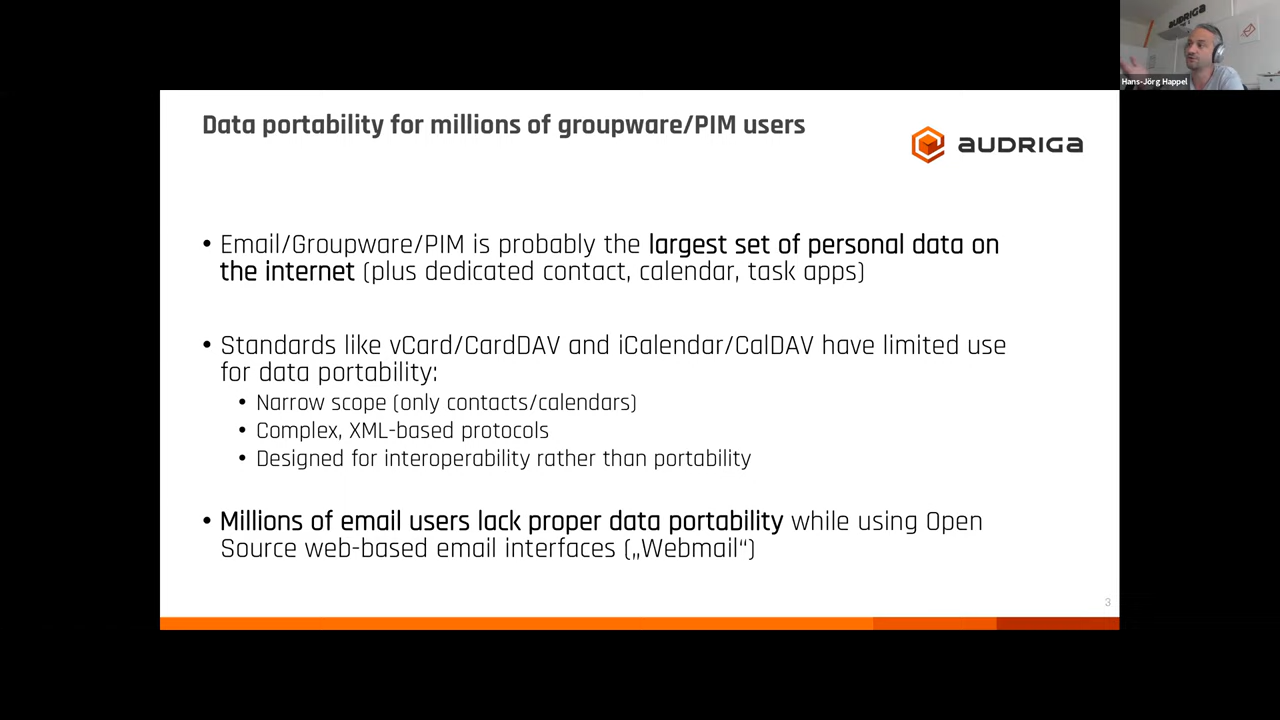 AUDRIGA
Hans-Jörg Happel
Data portability for millions of groupware/PIM users
AUDRIGA
• Email/Groupware/PIM is probably the largest set of personal data on
the internet (plus dedicated contact, calendar, task apps)
• Standards like vCard/CardDAV and iCalendar/CalDAV have limited use
for data portability:
• Narrow scope (only contacts/calendars)
• Complex, XML-based protocols
• Designed for interoperability rather than portability
• Millions of email users lack proper data portability while using Open
Source web-based email interfaces („Webmail“)
3